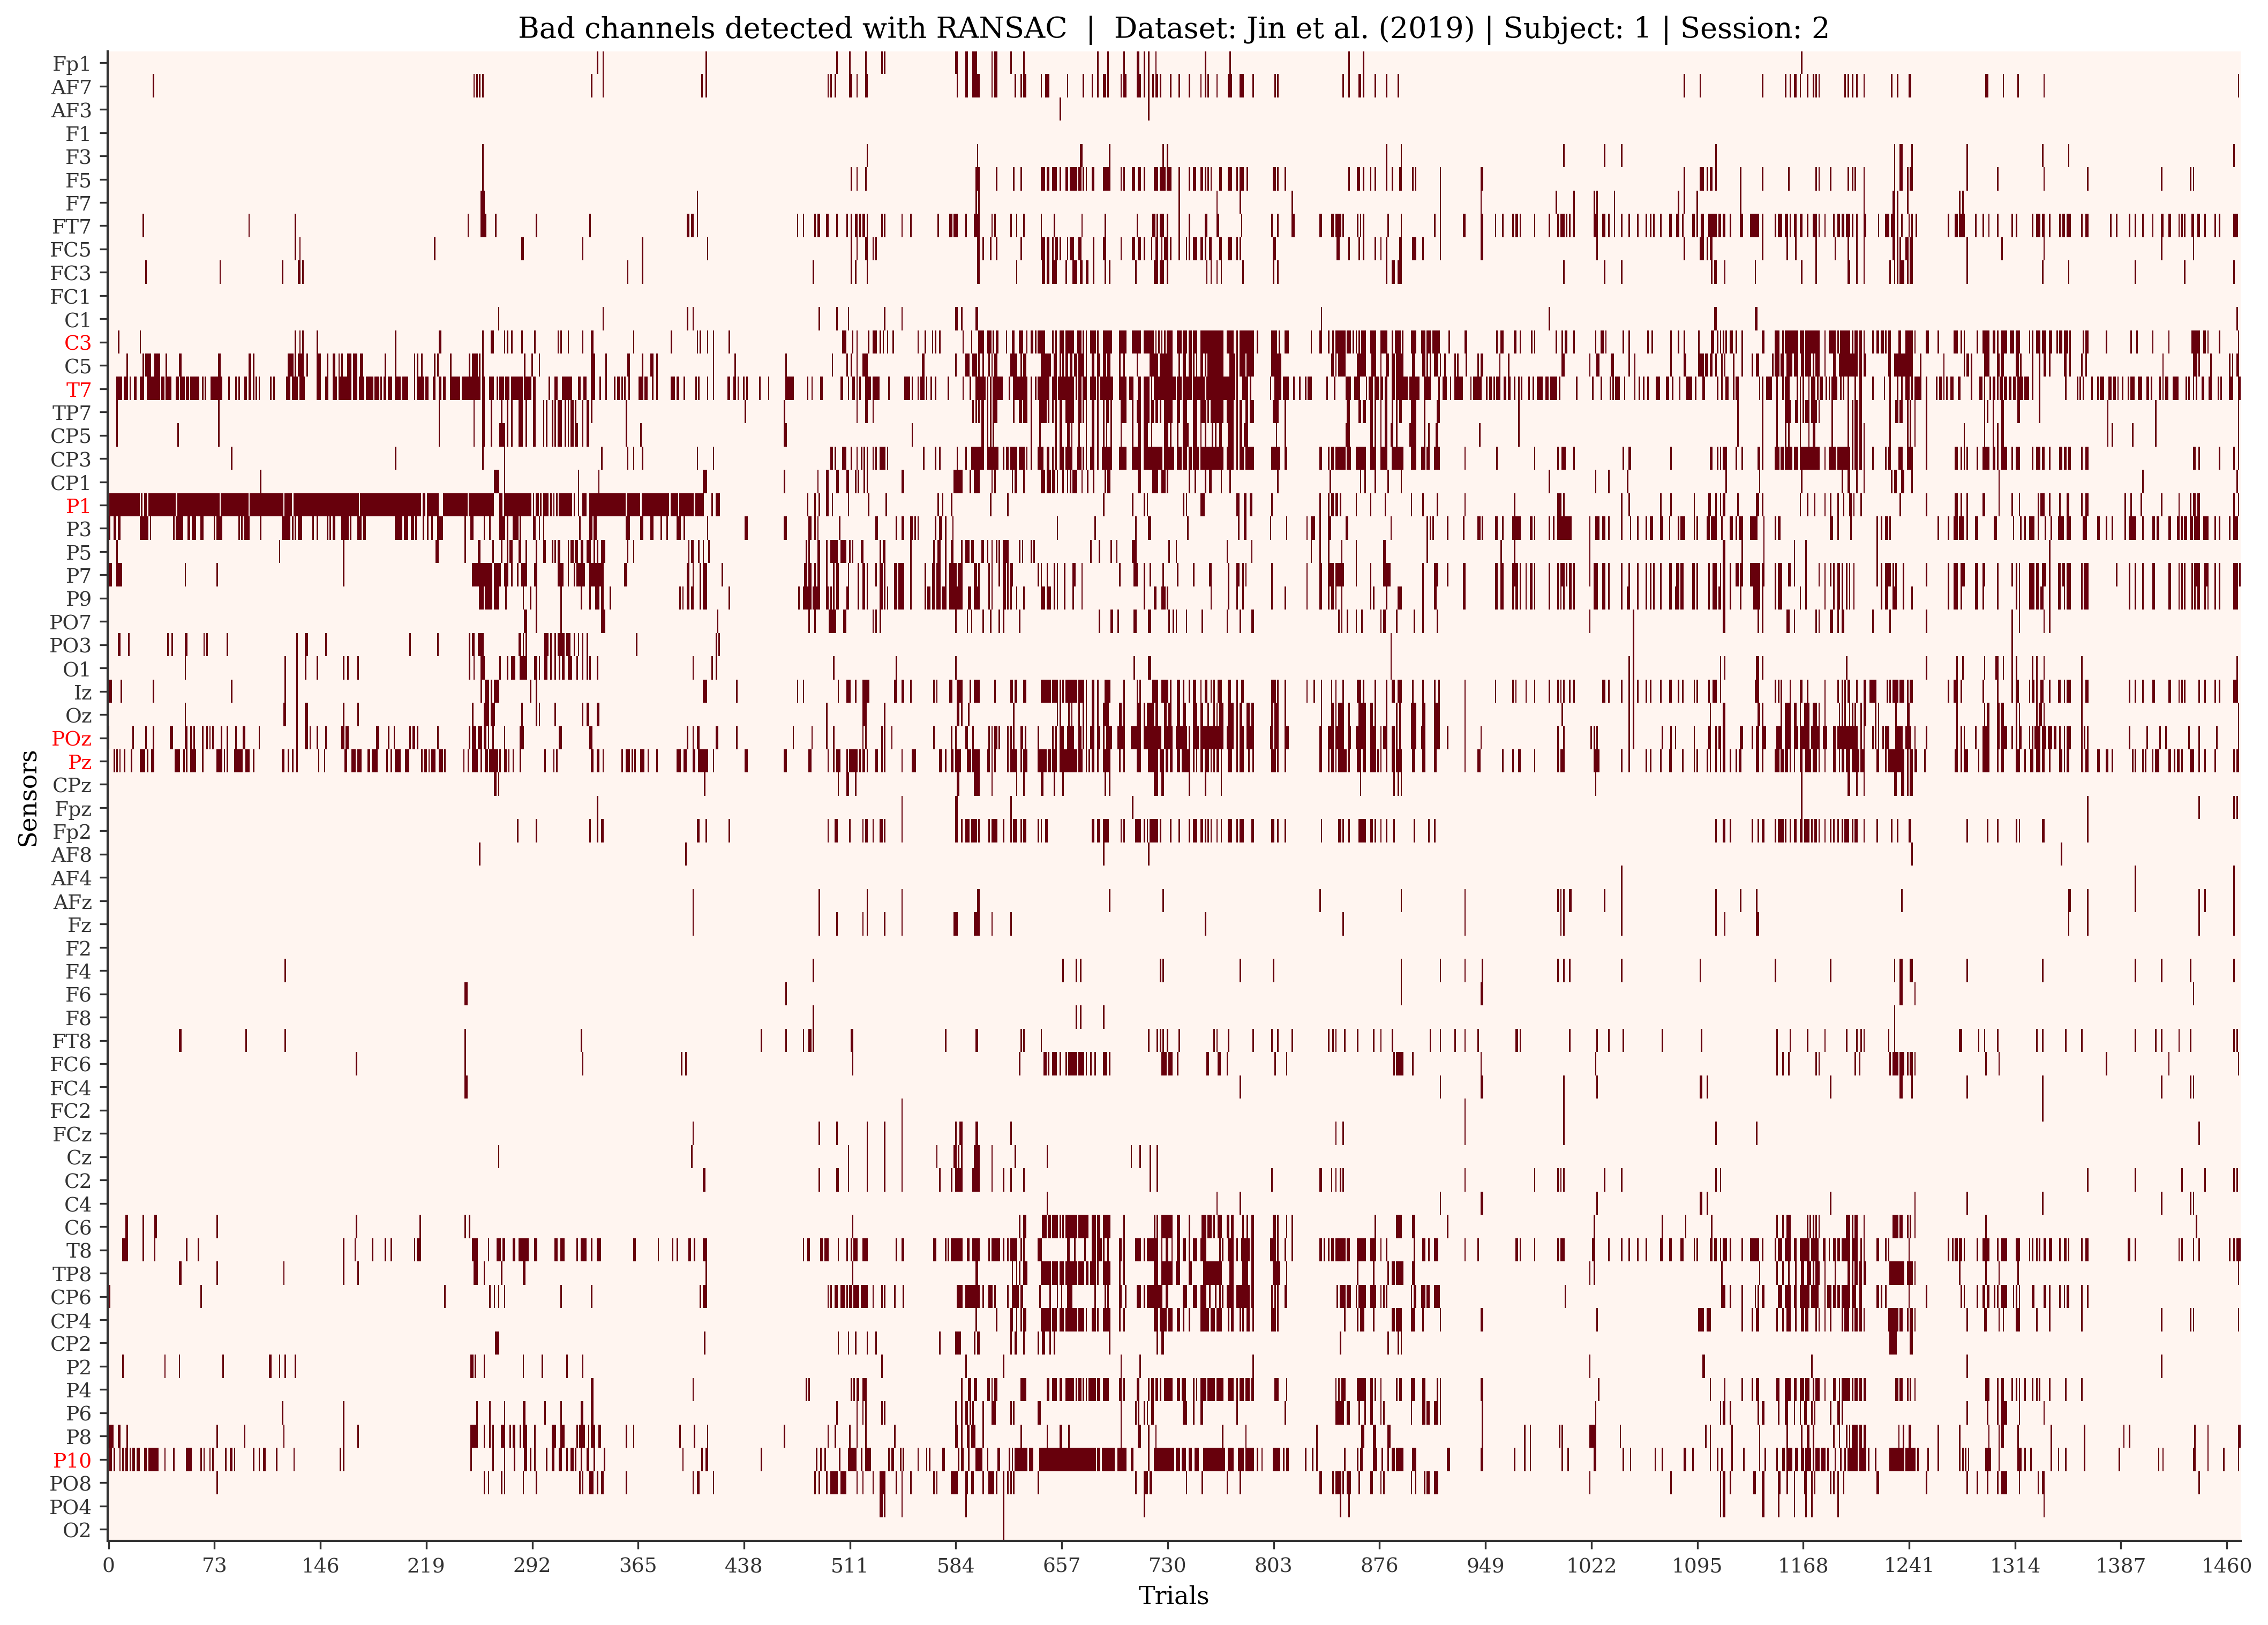 Bad channels detected with RANSAC | Dataset: Jin et al. (2019) | Subject: 1 | Session: 2
Fp1
AF7
AF3
F1
F3
F5
F7
FT7
FC5
FC3
FC1
C1
C3
C5
T7
TP7
CP5
CP3
CP1
P1
P3
P5
P7
P9
PO7
PO3
O1
Iz
Oz
POz
Pz
CPz
Fpz
Fp2
AF8
AF4
AFz
Fz
F2
F4
F6
F8
FT8
FC6
FC4
FC2
FCz
Cz
C2
C4
C6
T8
TP8
CP6
CP4
CP2
P2
P4
P6
P8
P10
PO8
PO4
O2
Sensors
0 73 146 219 292 365 438 511 584 657 730 803 876 949 1022 1095 1168 1241 1314 1387 1460
Trials